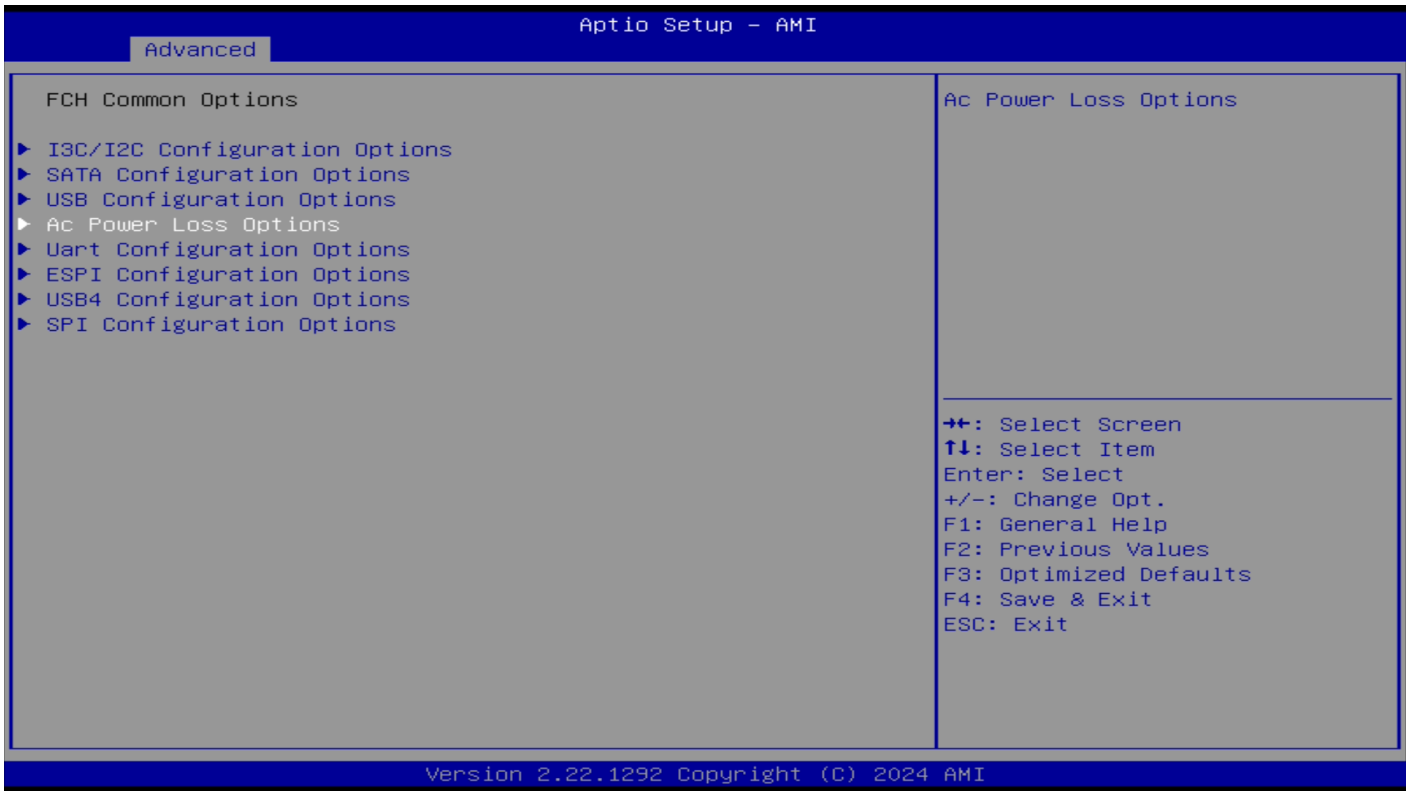 Aptio Setup – AMI
Advanced
FCH Common Options
▶ I3C/I2C Configuration Options
▶ SATA Configuration Options
▶ USB Configuration Options
▶ Ac Power Loss Options
▶ Uart Configuration Options
▶ ESPI Configuration Options
▶ USB4 Configuration Options
▶ SPI Configuration Options
Ac Power Loss Options
→←: Select Screen
↑↓: Select Item
Enter: Select
+/-: Change Opt.
F1: General Help
F2: Previous Values
F3: Optimized Defaults
F4: Save & Exit
ESC: Exit
Version 2.22.1292 Copyright (C) 2024 AMI